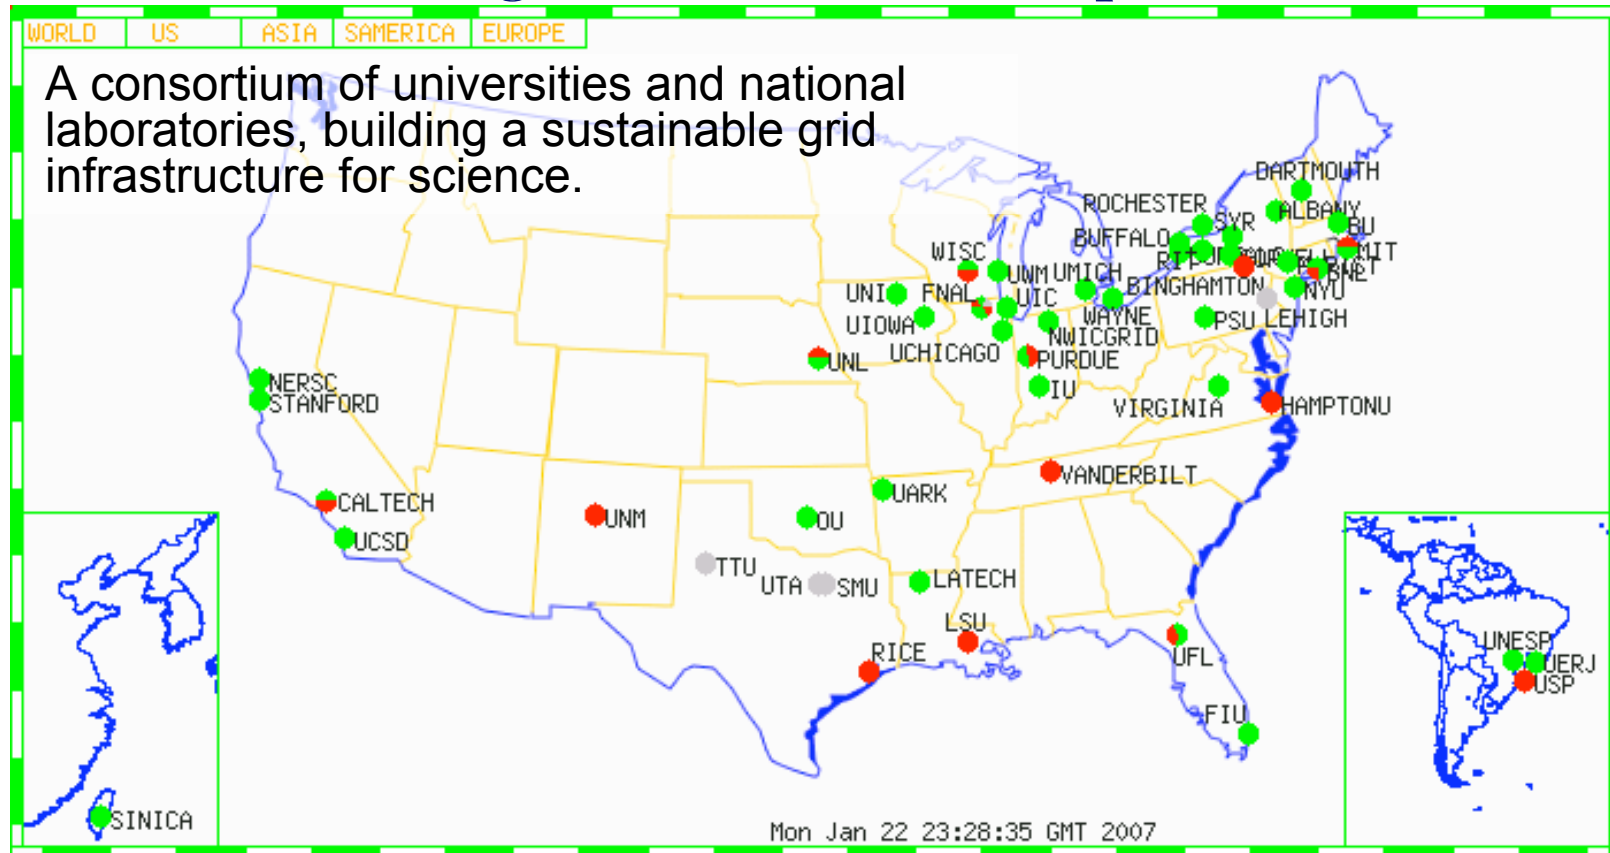 WORLD US ASIA SAMERICA EUROPE
A consortium of universities and national
laboratories, building a sustainable grid
infrastructure for science.
DARTMOUTH
ROCHESTER
ALBANY
SYR
BU
BUFFALO
MIT
WISC
RIT
BNL
UWM
UMICH
BINGHAMTON
NYU
UNI
FNAL
UIC
UIOWA
WAYNE
PSU
LEHIGH
NWICGRID
UCHICAGO
PURDUE
UNL
NERSC
IU
STANFORD
VIRGINIA
HAMPTONU
VANDERBILT
UARK
CALTECH
UNM
OU
UCSD
TTU
LATECH
UTA
SMU
LSU
RICE
UFL
UNESP
UERJ
USP
FIU
SINICA
Mon Jan 22 23:28:35 GMT 2007